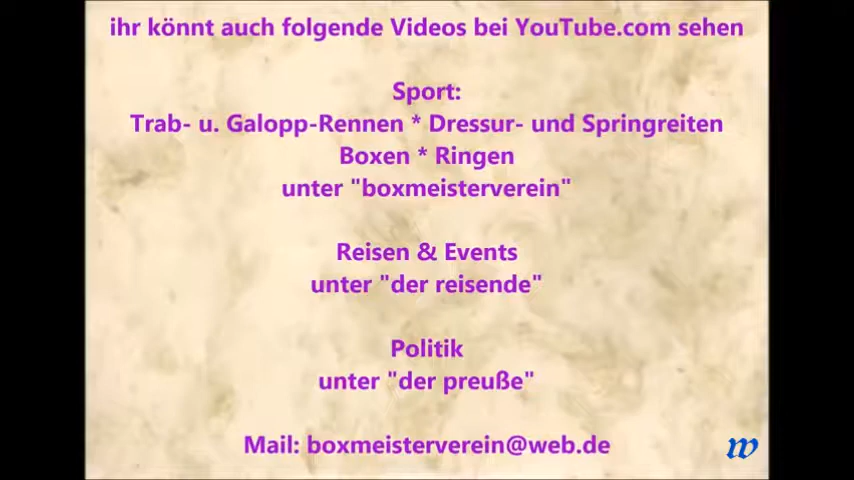 ihr könnt auch folgende Videos bei YouTube.com sehen
Sport:
Trab- u. Galopp-Rennen * Dressur- und Springreiten
Boxen * Ringen
unter "boxmeisterverein"
Reisen & Events
unter "der reisende"
Politik
unter "der preuße"
Mail: boxmeisterverein@web.de
w